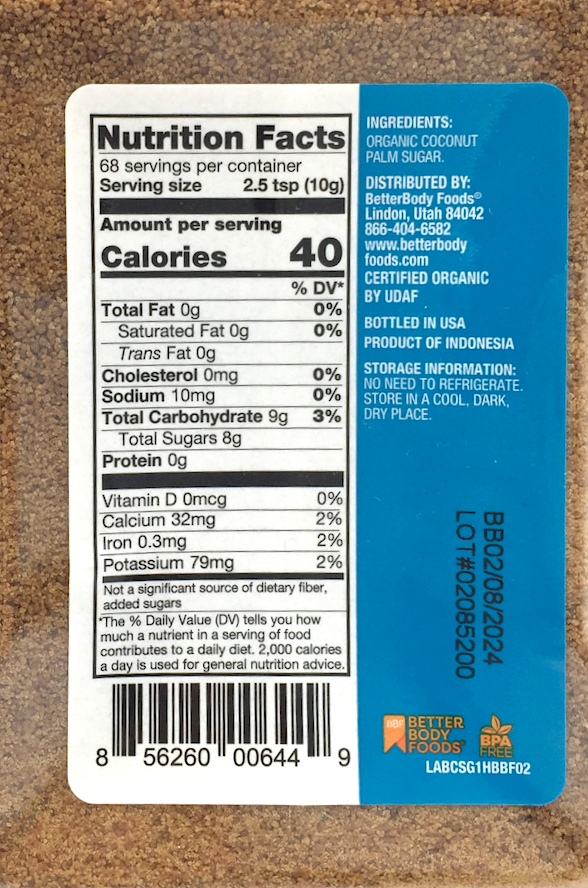 Nutrition Facts
68 servings per container
Serving size 2.5 tsp (10g)
Amount per serving
Calories 40
% DV*
Total Fat 0g 0%
Saturated Fat 0g 0%
Trans Fat 0g
Cholesterol 0mg 0%
Sodium 10mg 0%
Total Carbohydrate 9g 3%
Total Sugars 8g
Protein 0g
Vitamin D 0mcg 0%
Calcium 32mg 2%
Iron 0.3mg 2%
Potassium 79mg 2%
Not a significant source of dietary fiber,
added sugars
*The % Daily Value (DV) tells you how
much a nutrient in a serving of food
contributes to a daily diet. 2,000 calories
a day is used for general nutrition advice.
8 56260 00644 9
INGREDIENTS:
ORGANIC COCONUT
PALM SUGAR.
DISTRIBUTED BY:
BetterBody Foods®
Lindon, Utah 84042
866-404-6582
www.betterbody
foods.com
CERTIFIED ORGANIC
BY UDAF
BOTTLED IN USA
PRODUCT OF INDONESIA
STORAGE INFORMATION:
NO NEED TO REFRIGERATE.
STORE IN A COOL, DARK,
DRY PLACE.
BB02/08/2024
LOT#02085200
BBF
BETTER
BODY
FOODS®
BPA
FREE
LABCSG1HBBF02